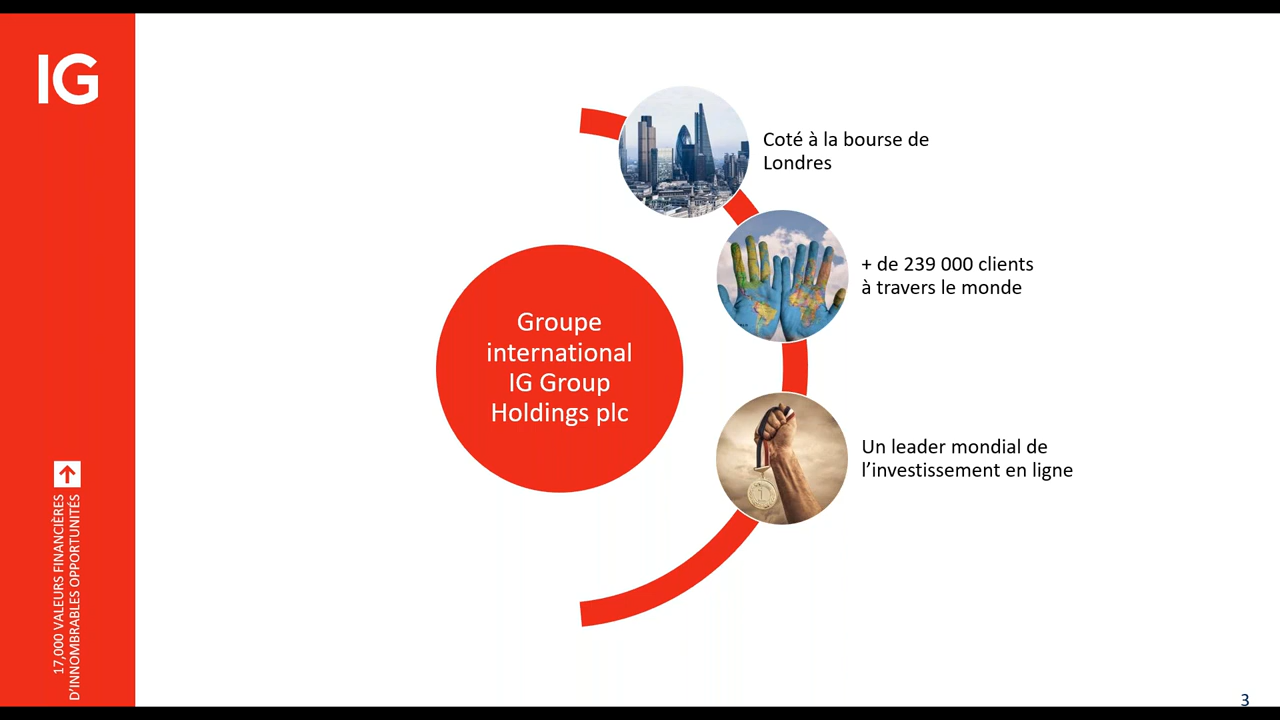 IG
17,000 VALEURS FINANCIÈRES
D'INNOMBRABLES OPPORTUNITÉS
Groupe
international
IG Group
Holdings plc
Coté à la bourse de
Londres
+ de 239 000 clients
à travers le monde
Un leader mondial de
l’investissement en ligne
3